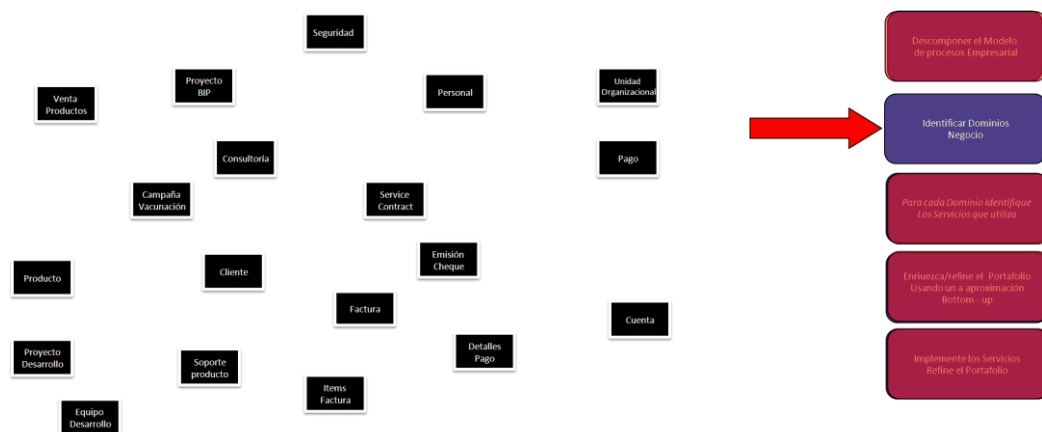 Seguridad
Proyecto
BIP
Venta
Productos
Personal
Unidad
Organizacional
Consultoría
Pago
Campaña
Vacunación
Service
Contract
Emisión
Cheque
Producto
Cliente
Factura
Cuenta
Proyecto
Desarrollo
Soporte
producto
Detalles
Pago
Items
Factura
Equipo
Desarrollo
Descomponer el Modelo
de procesos Empresarial
Identificar Dominios
Negocio
Para cada Dominio Identifique
Los Servicios que utiliza
Enriuezca/refine el Portafolio
Usando un a aproximación
Bottom - up
Implemente los Servicios
Refine el Portafolio